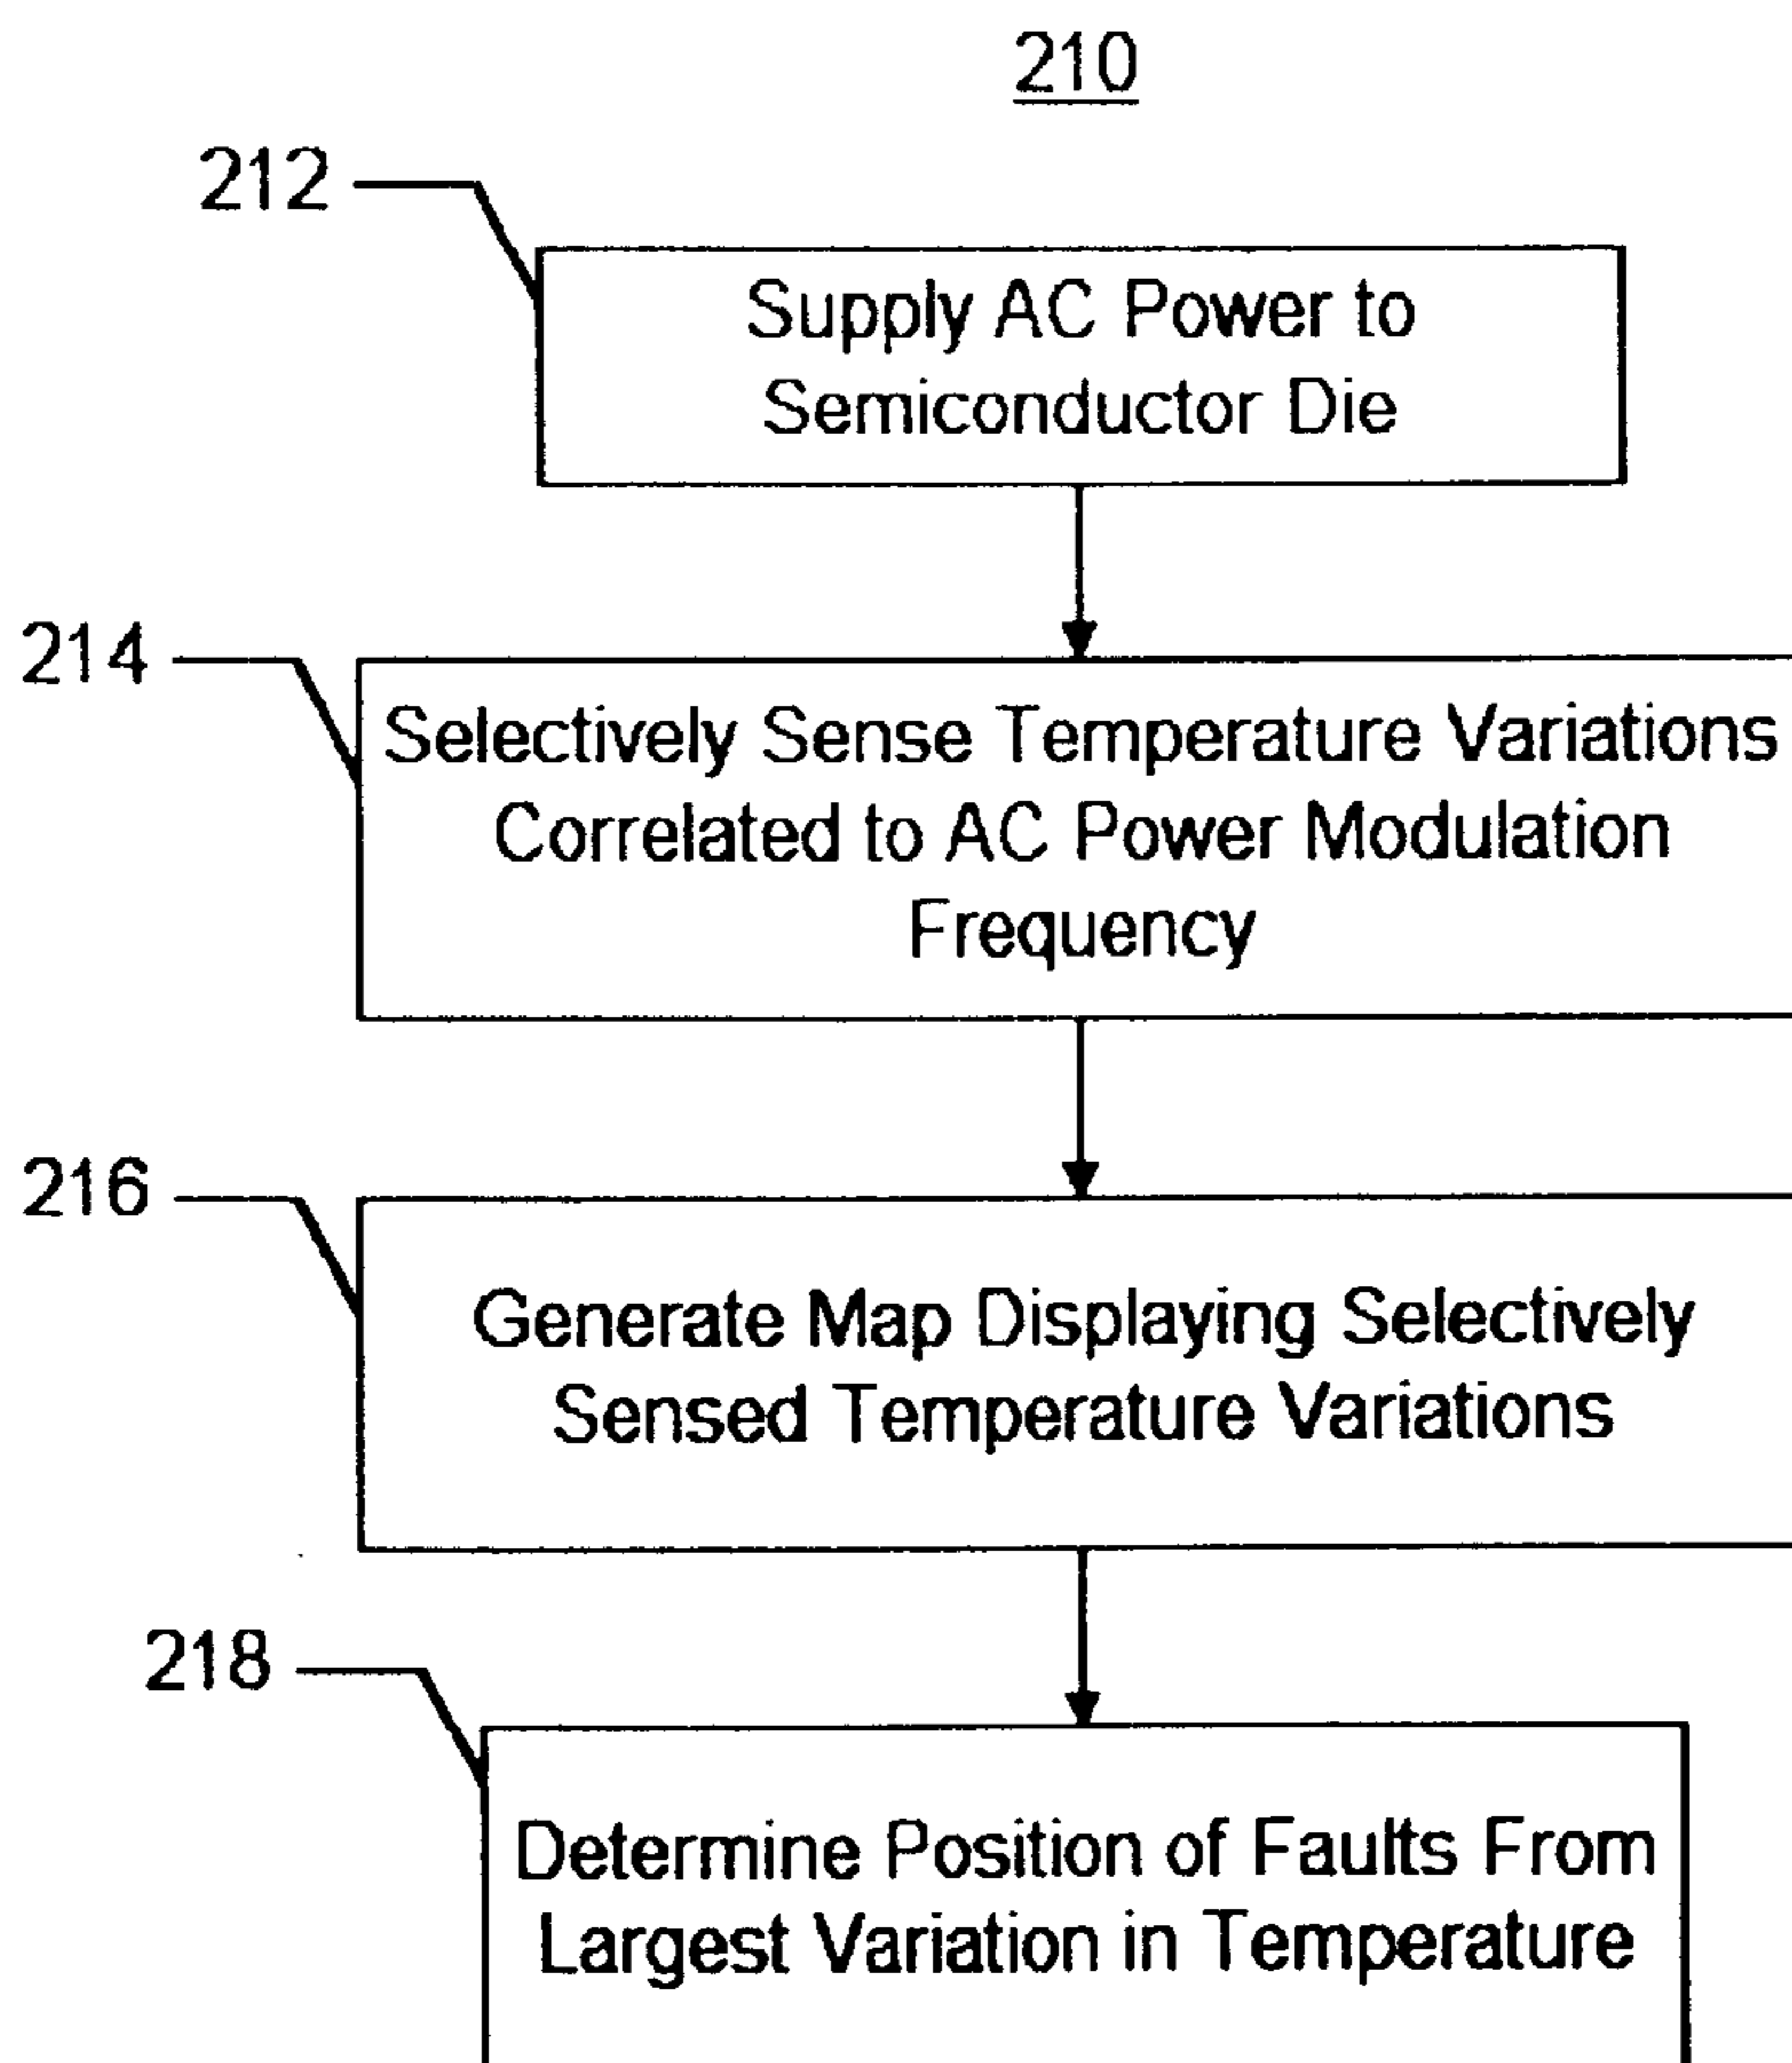 210
212
Supply AC Power to
Semiconductor Die
214
Selectively Sense Temperature Variations
Correlated to AC Power Modulation
Frequency
216
Generate Map Displaying Selectively
Sensed Temperature Variations
218
Determine Position of Faults From
Largest Variation in Temperature